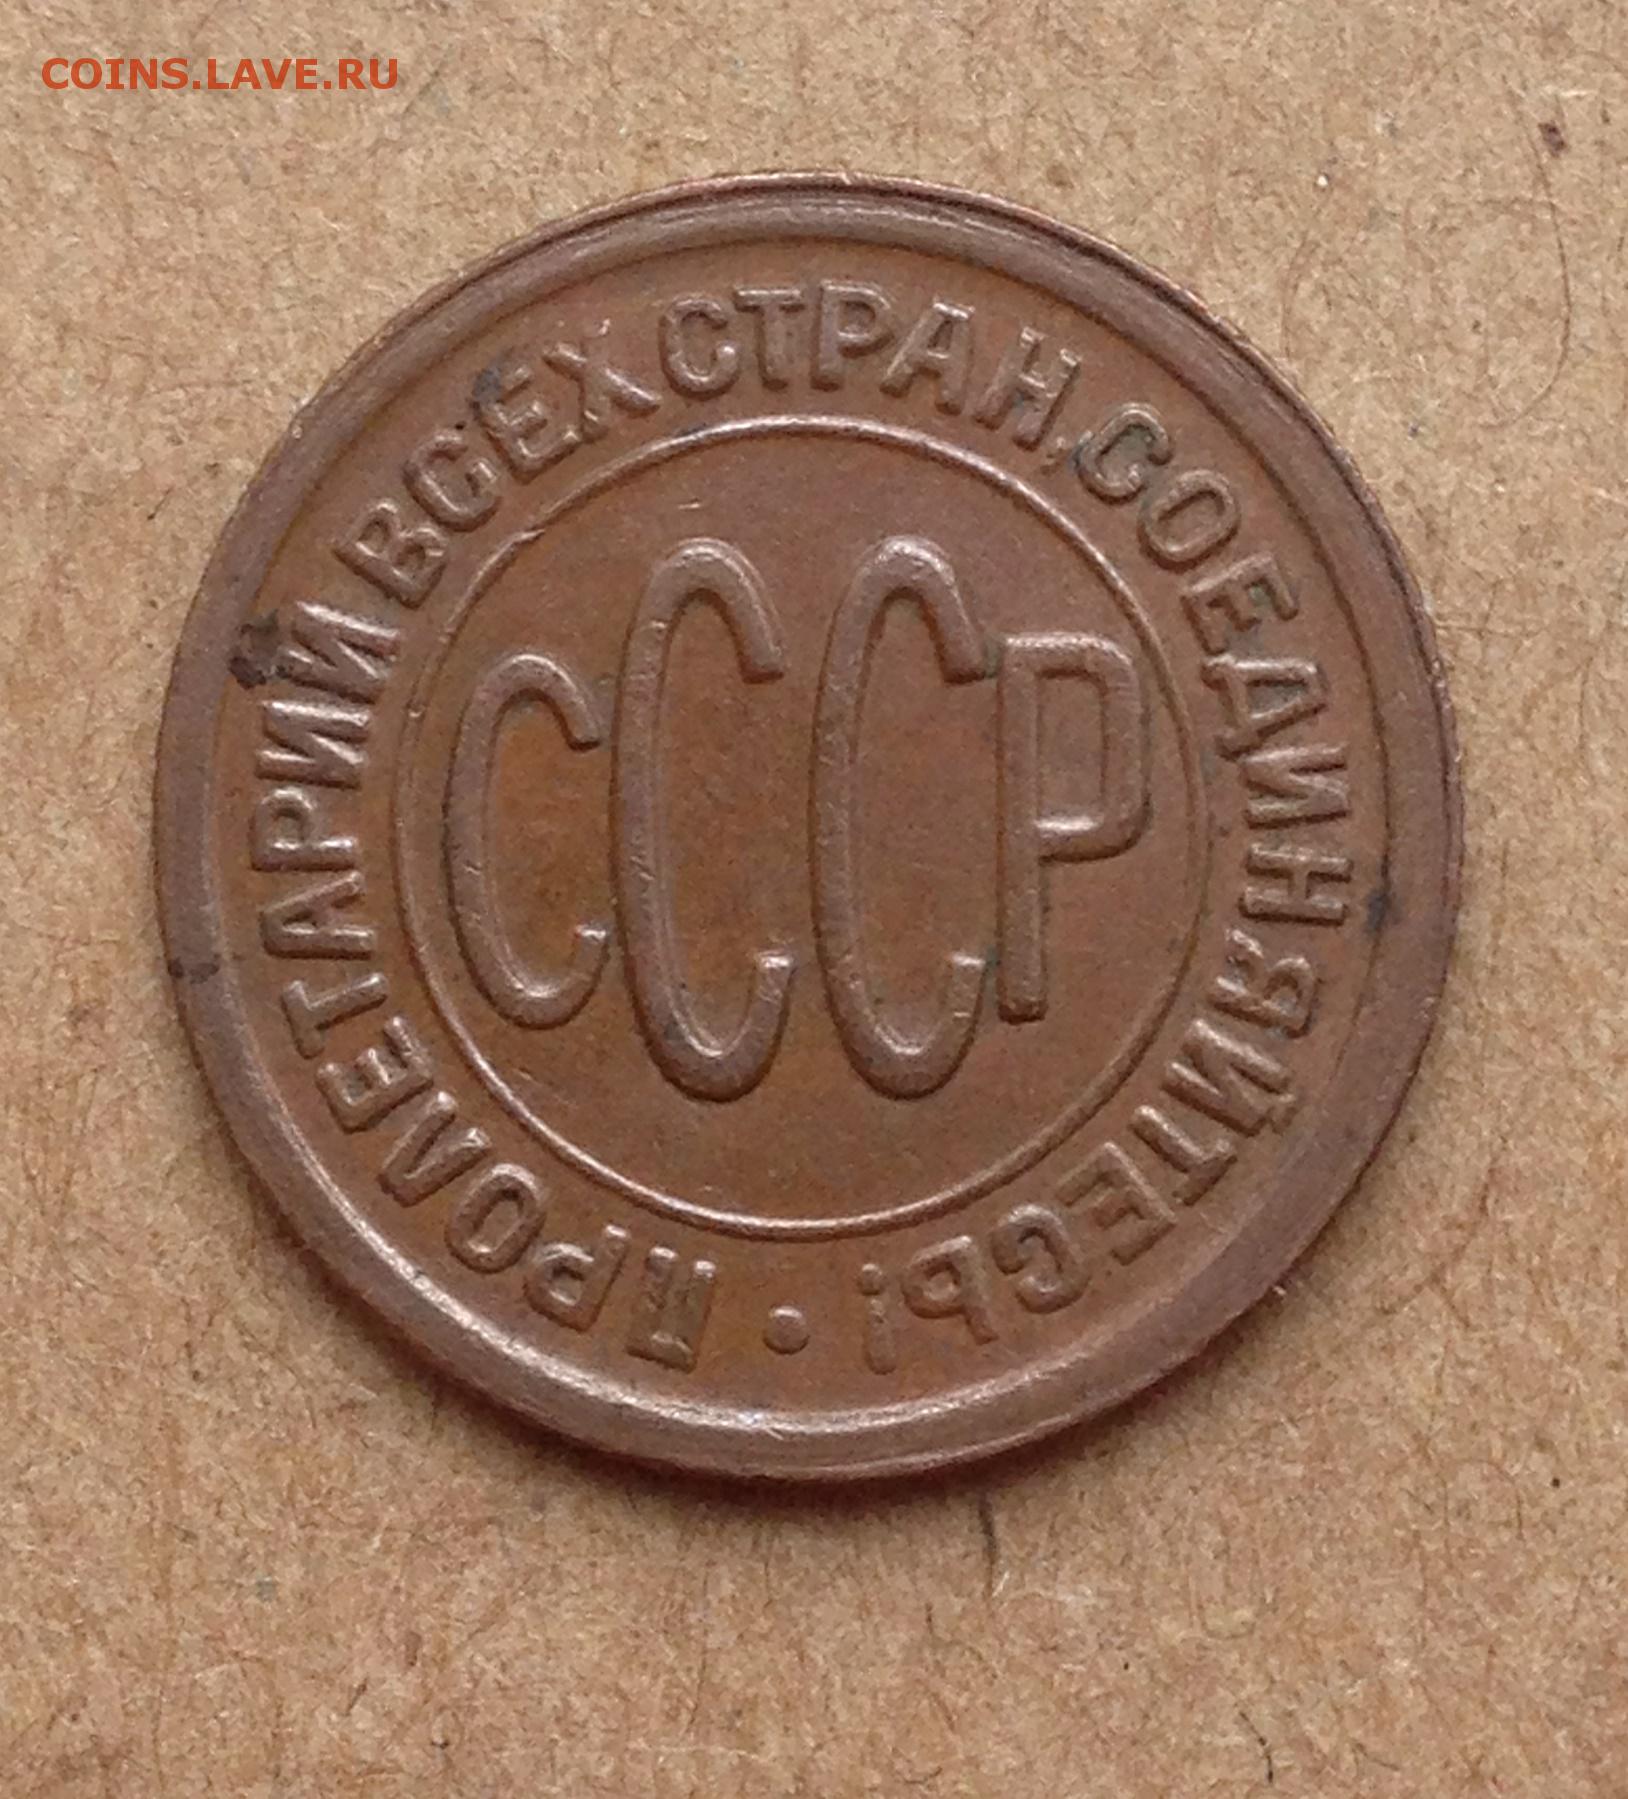 COINS.LAVE.RU
ПРОЛЕТАРИИ ВСЕХ СТРАН, СОЕДИНЯЙТЕСЬ! •
СССР